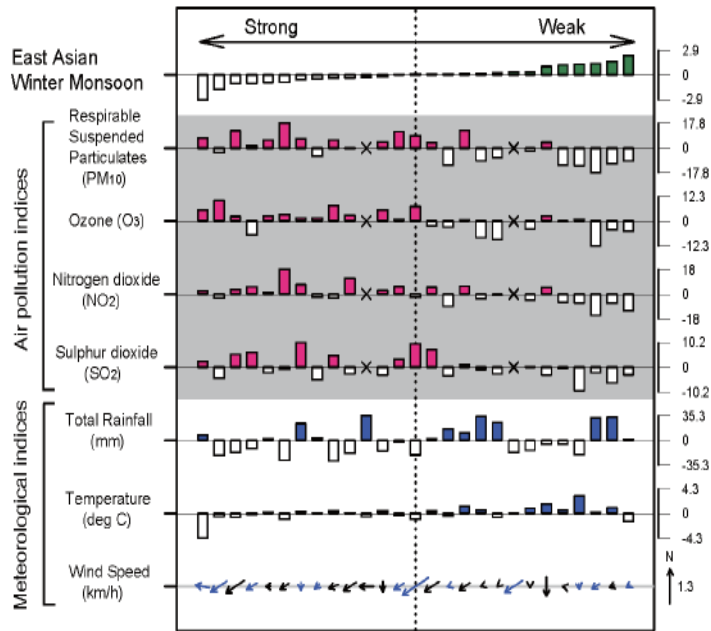 Strong Weak
East Asian
Winter Monsoon
2.9
0
-2.9
Air pollution indices
Respirable
Suspended
Particulates
(PM10)
17.8
0
-17.8
Ozone (O3)
12.3
0
-12.3
Nitrogen dioxide
(NO2)
18
0
-18
Sulphur dioxide
(SO2)
10.2
0
-10.2
Meteorological indices
Total Rainfall
(mm)
35.3
0
-35.3
Temperature
(deg C)
4.3
0
-4.3
Wind Speed
(km/h)
N
1.3